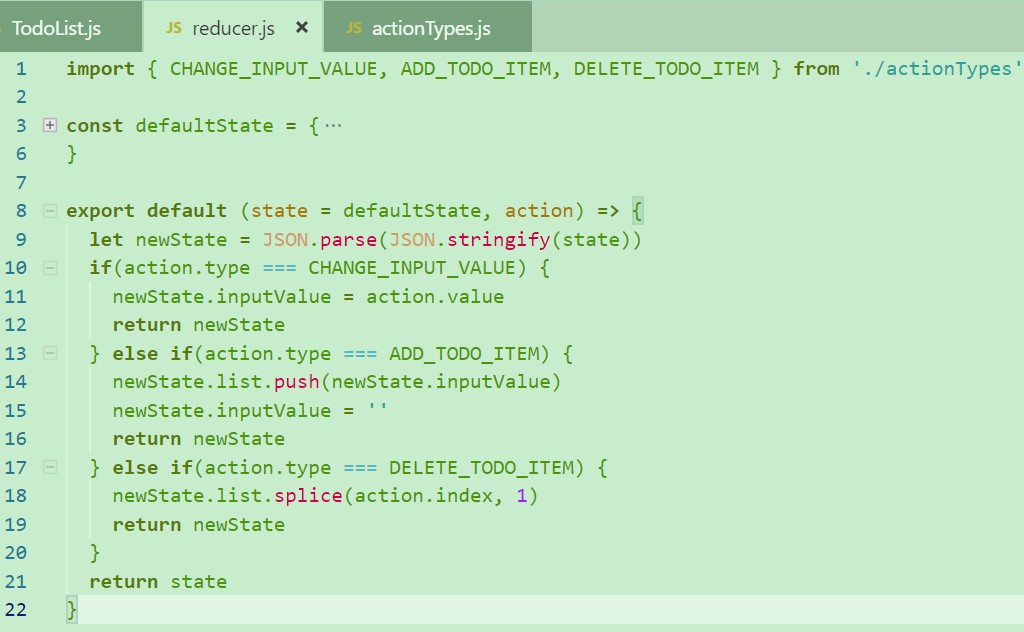 TodoList.js JS reducer.js × JS actionTypes.js
1 import { CHANGE_INPUT_VALUE, ADD_TODO_ITEM, DELETE_TODO_ITEM } from './actionTypes'
2
3 const defaultState = {···
6 }
7
8 export default (state = defaultState, action) => {
9 let newState = JSON.parse(JSON.stringify(state))
10 if(action.type === CHANGE_INPUT_VALUE) {
11 newState.inputValue = action.value
12 return newState
13 } else if(action.type === ADD_TODO_ITEM) {
14 newState.list.push(newState.inputValue)
15 newState.inputValue = ''
16 return newState
17 } else if(action.type === DELETE_TODO_ITEM) {
18 newState.list.splice(action.index, 1)
19 return newState
20 }
21 return state
22 }